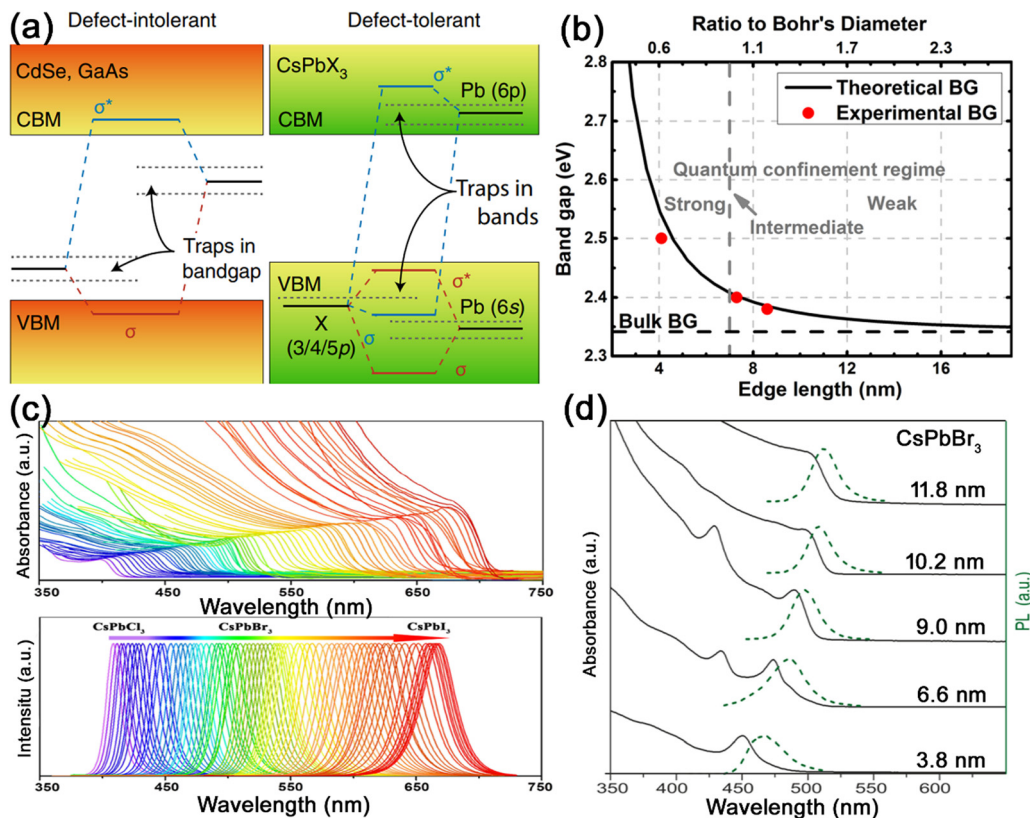 (a)
Defect-intolerant
Defect-tolerant
CdSe, GaAs
σ*
CBM
Traps in
bandgap
VBM
σ
CsPbX₃
σ*
Pb (6p)
CBM
Traps in
bands
VBM
σ*
X
σ
Pb (6s)
(3/4/5p)
σ
(b)
Ratio to Bohr's Diameter
0.6 1.1 1.7 2.3
2.8
2.7
2.6
2.5
2.4
2.3
Band gap (eV)
Theoretical BG
Experimental BG
Quantum confinement regime
Strong
Weak
Intermediate
Bulk BG
4 8 12 16
Edge length (nm)
(c)
Absorbance (a.u.)
350 450 550 650 750
Wavelength (nm)
CsPbCl₃ CsPbBr₃ CsPbI₃
Intensitu (a.u.)
350 450 550 650 750
Wavelength (nm)
(d)
CsPbBr₃
11.8 nm
10.2 nm
9.0 nm
6.6 nm
3.8 nm
Absorbance (a.u.)
PL (a.u.)
350 400 450 500 550 600
Wavelength (nm)